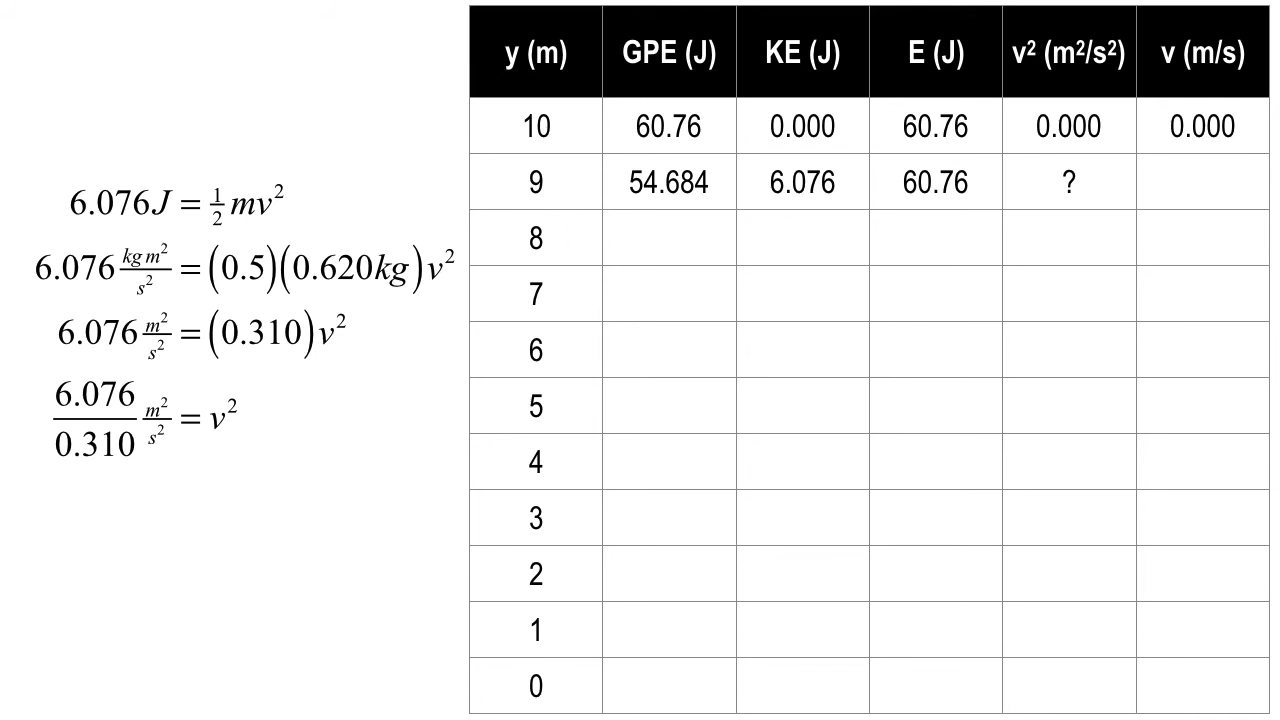 6.076J = 1/2 mv²
6.076 kg m²/s² = (0.5)(0.620kg)v²
6.076 m²/s² = (0.310)v²
6.076/0.310 m²/s² = v²
y (m) GPE (J) KE (J) E (J) v² (m²/s²) v (m/s)
10 60.76 0.000 60.76 0.000 0.000
9 54.684 6.076 60.76 ?
8
7
6
5
4
3
2
1
0